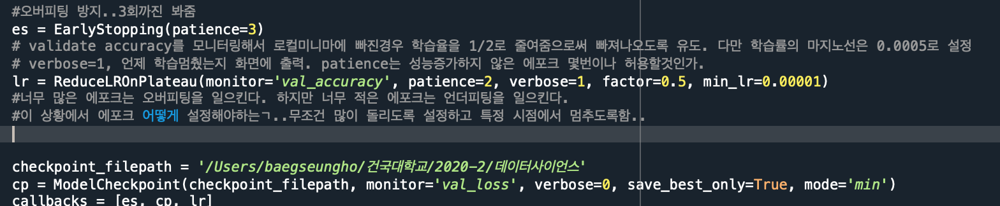 #오버피팅 방지..3회까진 봐줌
es = EarlyStopping(patience=3)
# validate accuracy를 모니터링해서 로컬미니마에 빠진경우 학습율을 1/2로 줄여줌으로써 빠져나오도록 유도. 다만 학습률의 마지노선은 0.0005로 설정
# verbose=1, 언제 학습멈췄는지 화면에 출력. patience는 성능증가하지 않은 에포크 몇번이나 허용할것인가.
lr = ReduceLROnPlateau(monitor='val_accuracy', patience=2, verbose=1, factor=0.5, min_lr=0.00001)
#너무 많은 에포크는 오버피팅을 일으킨다. 하지만 너무 적은 에포크는 언더피팅을 일으킨다.
#이 상황에서 에포크 어떻게 설정해야하는ㄱ..무조건 많이 돌리도록 설정하고 특정 시점에서 멈추도록함..
checkpoint_filepath = '/Users/baegseungho/건국대학교/2020-2/데이터사이언스'
cp = ModelCheckpoint(checkpoint_filepath, monitor='val_loss', verbose=0, save_best_only=True, mode='min')
callbacks = [es, cp, lr]